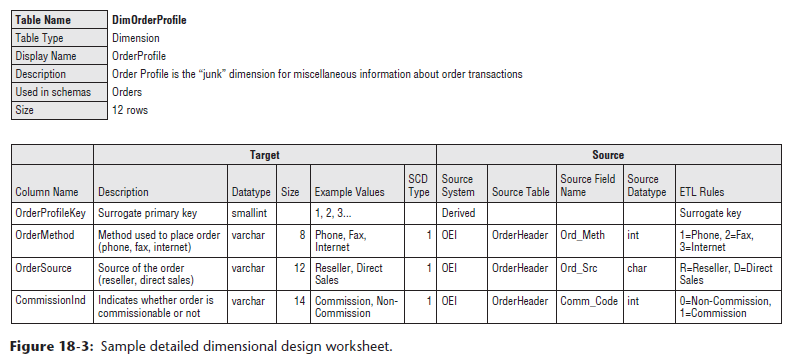 Table Name DimOrderProfile
Table Type Dimension
Display Name OrderProfile
Description Order Profile is the “junk” dimension for miscellaneous information about order transactions
Used in schemas Orders
Size 12 rows
Target Source
Column Name Description Datatype Size Example Values SCD Type Source System Source Table Source Field Name Source Datatype ETL Rules
OrderProfileKey Surrogate primary key smallint 1, 2, 3... Derived Surrogate key
OrderMethod Method used to place order (phone, fax, internet) varchar 8 Phone, Fax, Internet 1 OEI OrderHeader Ord_Meth int 1=Phone, 2=Fax, 3=Internet
OrderSource Source of the order (reseller, direct sales) varchar 12 Reseller, Direct Sales 1 OEI OrderHeader Ord_Src char R=Reseller, D=Direct Sales
CommissionInd Indicates whether order is commissionable or not varchar 14 Commission, Non-Commission 1 OEI OrderHeader Comm_Code int 0=Non-Commission, 1=Commission
Figure 18-3: Sample detailed dimensional design worksheet.